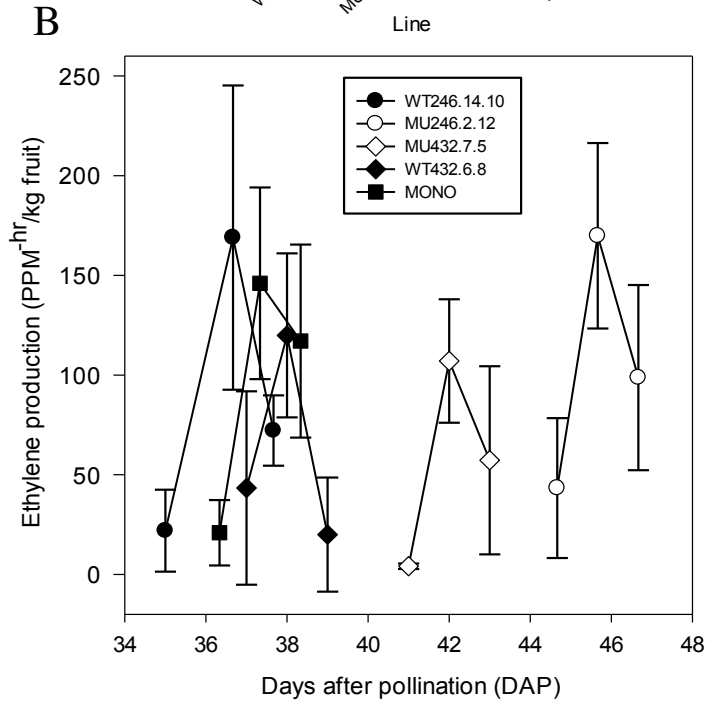 Line
B
250
200
150
100
50
0
Ethylene production (PPM-hr/kg fruit)
WT246.14.10
MU246.2.12
MU432.7.5
WT432.6.8
MONO
34 36 38 40 42 44 46 48
Days after pollination (DAP)